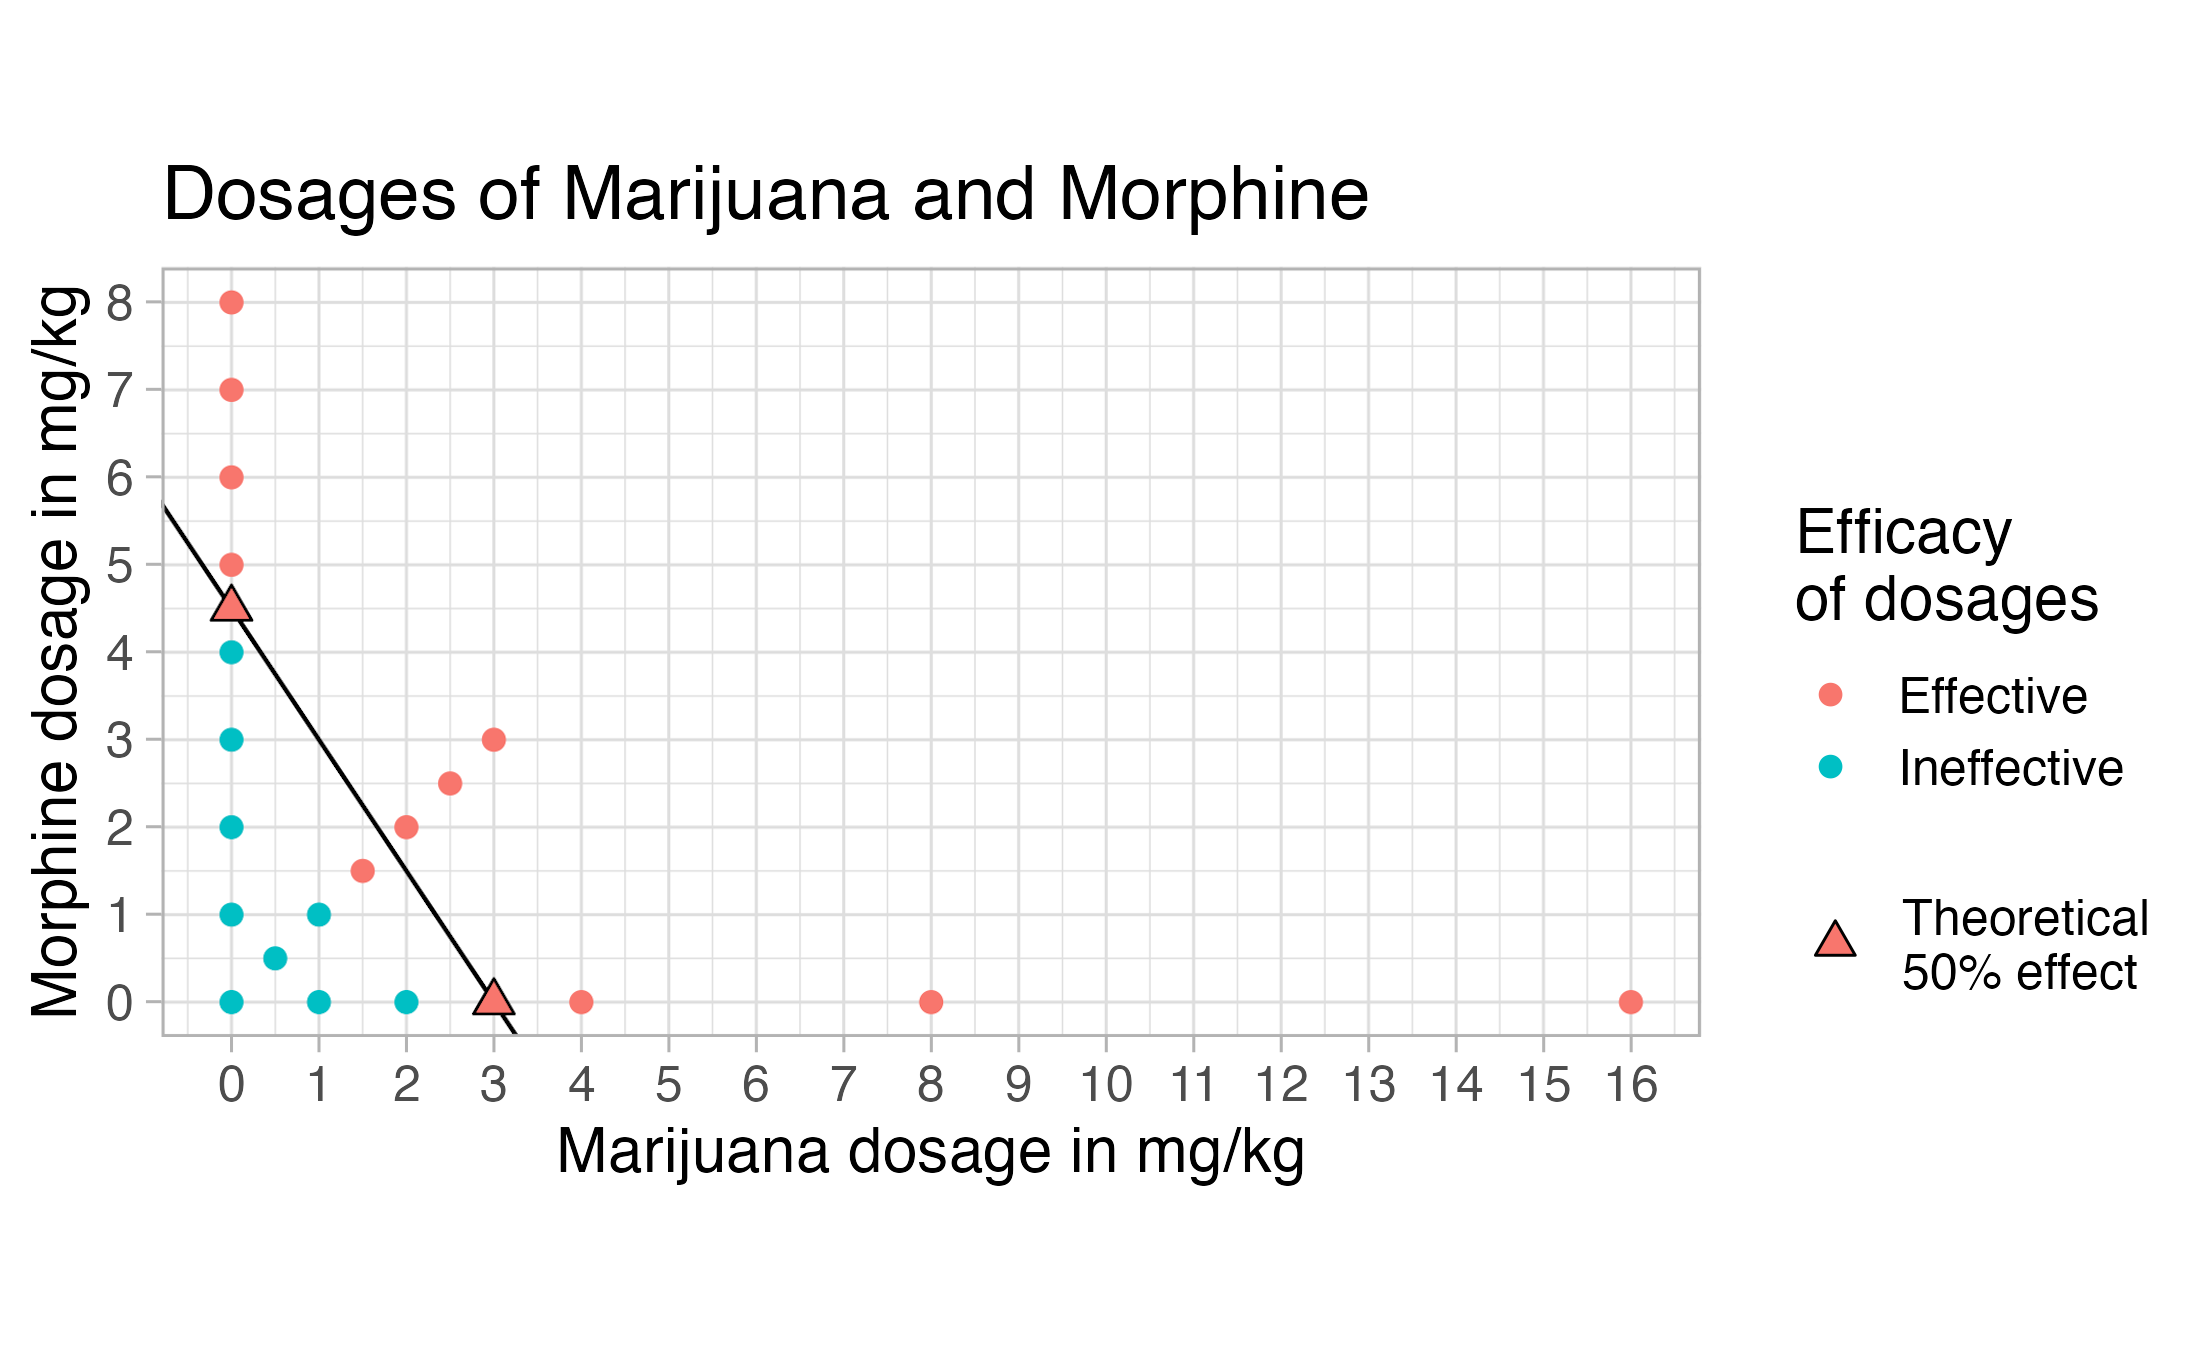 Dosages of Marijuana and Morphine
Morphine dosage in mg/kg
8
7
6
5
4
3
2
1
0
0 1 2 3 4 5 6 7 8 9 10 11 12 13 14 15 16
Marijuana dosage in mg/kg
Efficacy
of dosages
Effective
Ineffective
Theoretical
50% effect